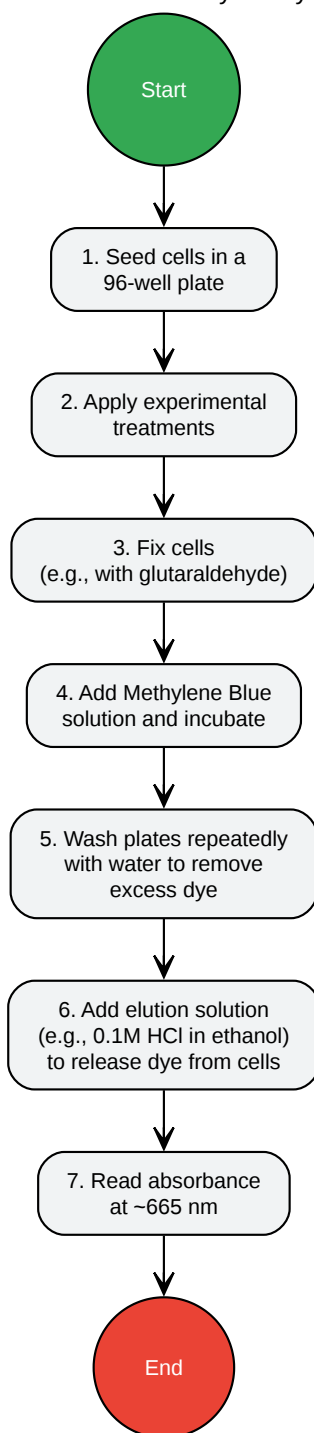 Start
1. Seed cells in a
96-well plate
2. Apply experimental
treatments
3. Fix cells
(e.g., with glutaraldehyde)
4. Add Methylene Blue
solution and incubate
5. Wash plates repeatedly
with water to remove
excess dye
6. Add elution solution
(e.g., 0.1M HCl in ethanol)
to release dye from cells
7. Read absorbance
at ~665 nm
End